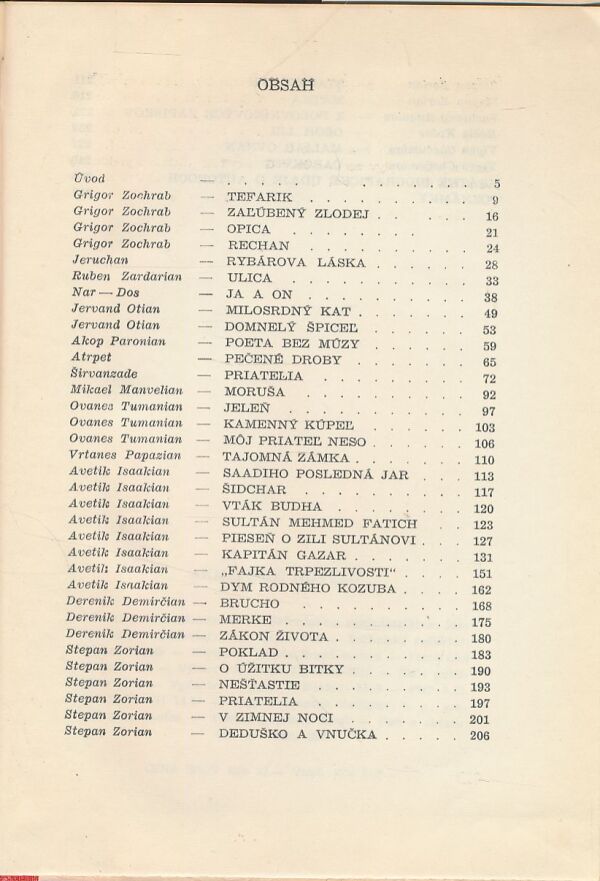 OBSAH
Úvod — . . . . . . . . . 5
Grigor Zochrab — TEFARIK . . . . . . . 9
Grigor Zochrab — ZAĽÚBENÝ ZLODEJ . . . . . 16
Grigor Zochrab — OPICA . . . . . . 21
Grigor Zochrab — RECHAN . . . . . . . 24
Jeruchan — RYBÁROVA LÁSKA . . . . . 28
Ruben Zardarian — ULICA . . . . . . . . 33
Nar — Dos — JA A ON . . . . . . . 38
Jervand Otian — MILOSRDNÝ KAT . . . . . 49
Jervand Otian — DOMNELÝ ŠPICEĽ . . . . . 53
Akop Paronian — POETA BEZ MÚZY . . . . . 59
Atrpet — PEČENÉ DROBY . . . . . . 65
Širvanzade — PRIATELIA . . . . . . . 72
Mikael Manvelian — MORUŠA . . . . . . . 92
Ovanes Tumanian — JELEŇ . . . . . . . . 97
Ovanes Tumanian — KAMENNÝ KÚPEĽ . . . . . 103
Ovanes Tumanian — MÔJ PRIATEĽ NESO . . . . . 106
Vrtanes Papazian — TAJOMNÁ ZÁMKA . . . . . 110
Avetik Isaakian — SAADIHO POSLEDNÁ JAR . . . 113
Avetik Isaakian — ŠIDCHAR . . . . . . . 117
Avetik Isaakian — VTÁK BUDHA . . . . . . 120
Avetik Isaakian — SULTÁN MEHMED FATICH . . 123
Avetik Isaakian — PIESEŇ O ZILI SULTÁNOVI . . . 127
Avetik Isaakian — KAPITÁN GAZAR . . . . . 131
Avetik Isaakian — „FAJKA TRPEZLIVOSTI“ . . . . 151
Avetik Isaakian — DYM RODNÉHO KOZUBA . . . . 162
Derenik Demirčian — BRUCHO . . . . . . . 168
Derenik Demirčian — MERKE . . . . . . . . 175
Derenik Demirčian — ZÁKON ŽIVOTA . . . . . . 180
Stepan Zorian — POKLAD . . . . . . . . 183
Stepan Zorian — O ÚŽITKU BITKY . . . . . 190
Stepan Zorian — NEŠŤASTIE . . . . . . . 193
Stepan Zorian — PRIATELIA . . . . . . . 197
Stepan Zorian — V ZIMNEJ NOCI . . . . . . 201
Stepan Zorian — DEDUŠKO A VNUČKA . . . . . 206